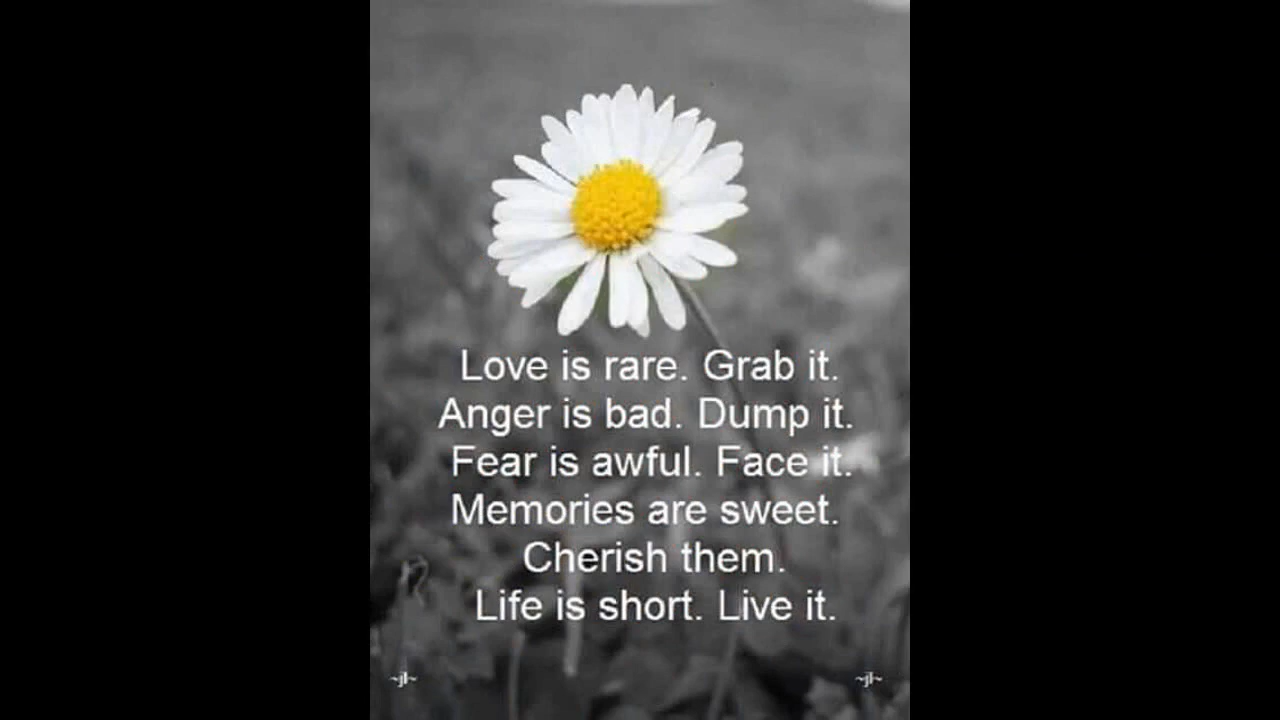 Love is rare. Grab it.
Anger is bad. Dump it.
Fear is awful. Face it.
Memories are sweet.
Cherish them.
Life is short. Live it.
~jl~ ~jl~